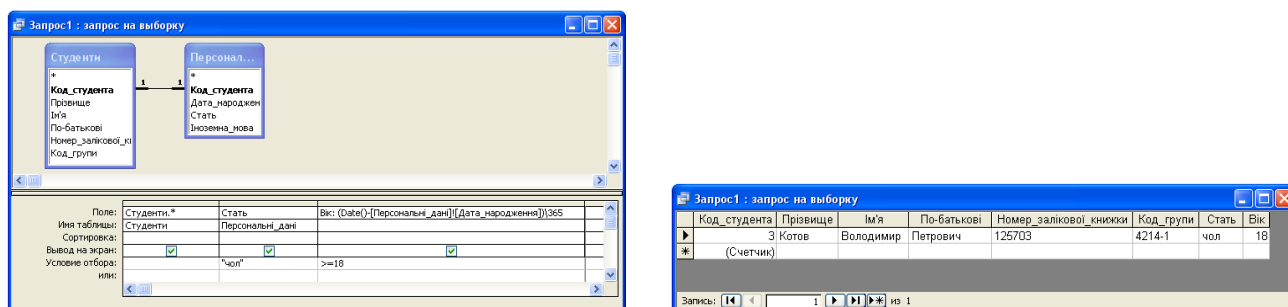 Запрос1 : запрос на выборку
Студенти
*
Код_студента
Прізвище
Ім'я
По-батькові
Номер_залікової_кн
Код_групи
1 1
Персонал...
*
Код_студента
Дата_народжен
Стать
Іноземна_мова
Поле: Студенти.* Стать Вік: (Date()-[Персональні_дані]![Дата_народження])\365
Имя таблицы: Студенти Персональні_дані
Сортировка:
Вывод на экран:
Условие отбора: "чол" >=18
или:
Запрос1 : запрос на выборку
Код_студента Прізвище Ім'я По-батькові Номер_залікової_книжки Код_групи Стать Вік
3 Котов Володимир Петрович 125703 4214-1 чол 18
(Счетчик)
Запись: 1 из 1